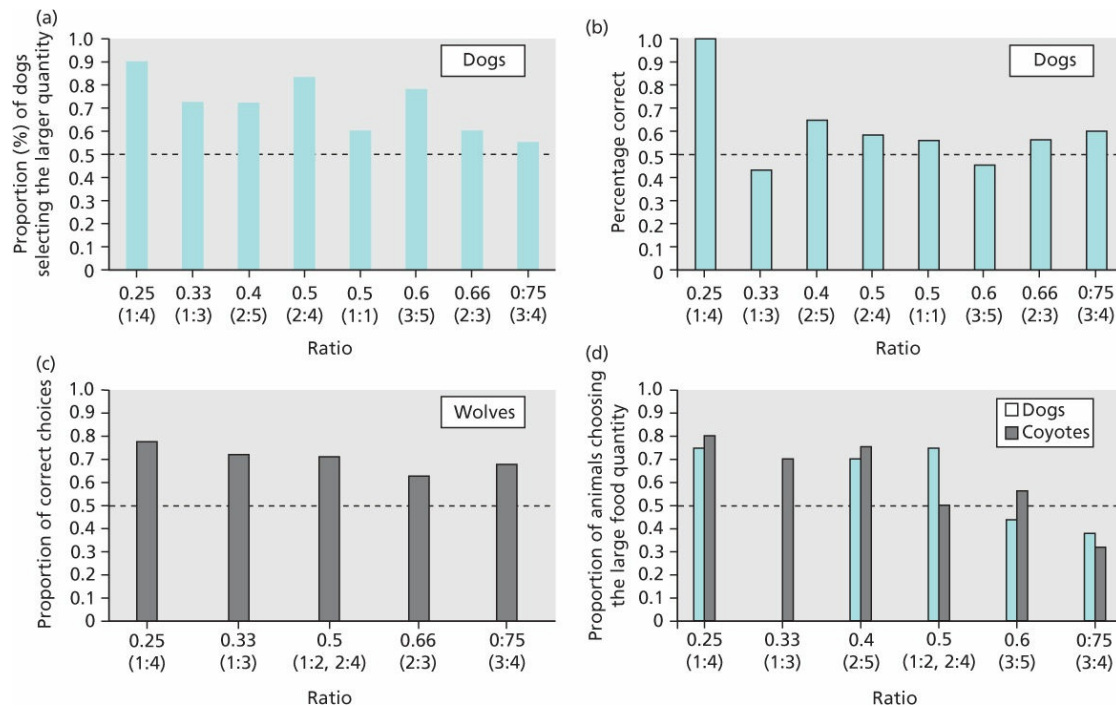 (a)
Proportion (%) of dogs
selecting the larger quantity
1.0
0.9
0.8
0.7
0.6
0.5
0.4
0.3
0.2
0.1
0
Dogs
0.25 0.33 0.4 0.5 0.5 0.6 0.66 0:75
(1:4) (1:3) (2:5) (2:4) (1:1) (3:5) (2:3) (3:4)
Ratio
(b)
Percentage correct
1.0
0.9
0.8
0.7
0.6
0.5
0.4
0.3
0.2
0.1
0
Dogs
0.25 0.33 0.4 0.5 0.5 0.6 0.66 0:75
(1:4) (1:3) (2:5) (2:4) (1:1) (3:5) (2:3) (3:4)
Ratio
(c)
Proportion of correct choices
1.0
0.9
0.8
0.7
0.6
0.5
0.4
0.3
0.2
0.1
0
Wolves
0.25 0.33 0.5 0.66 0:75
(1:4) (1:3) (1:2, 2:4) (2:3) (3:4)
Ratio
(d)
Proportion of animals choosing
the large food quantity
1.0
0.9
0.8
0.7
0.6
0.5
0.4
0.3
0.2
0.1
0
Dogs
Coyotes
0.25 0.33 0.4 0.5 0.6 0:75
(1:4) (1:3) (2:5) (1:2, 2:4) (3:5) (3:4)
Ratio